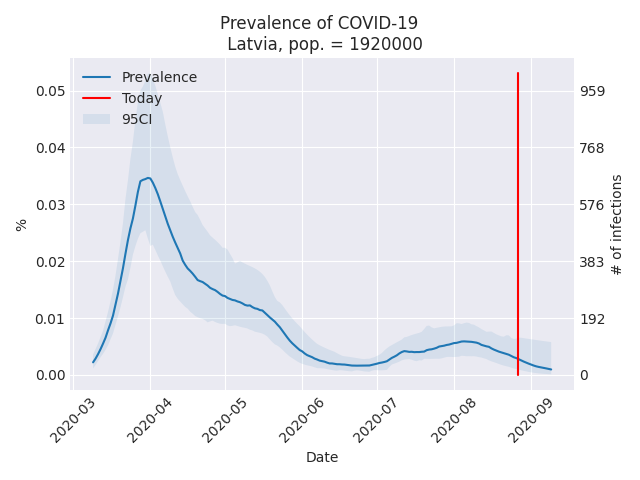 Prevalence of COVID-19
Latvia, pop. = 1920000
Prevalence
Today
95CI
0.05
0.04
0.03
0.02
0.01
0.00
%
959
768
576
383
192
0
# of infections
2020-03
2020-04
2020-05
2020-06
2020-07
2020-08
2020-09
Date